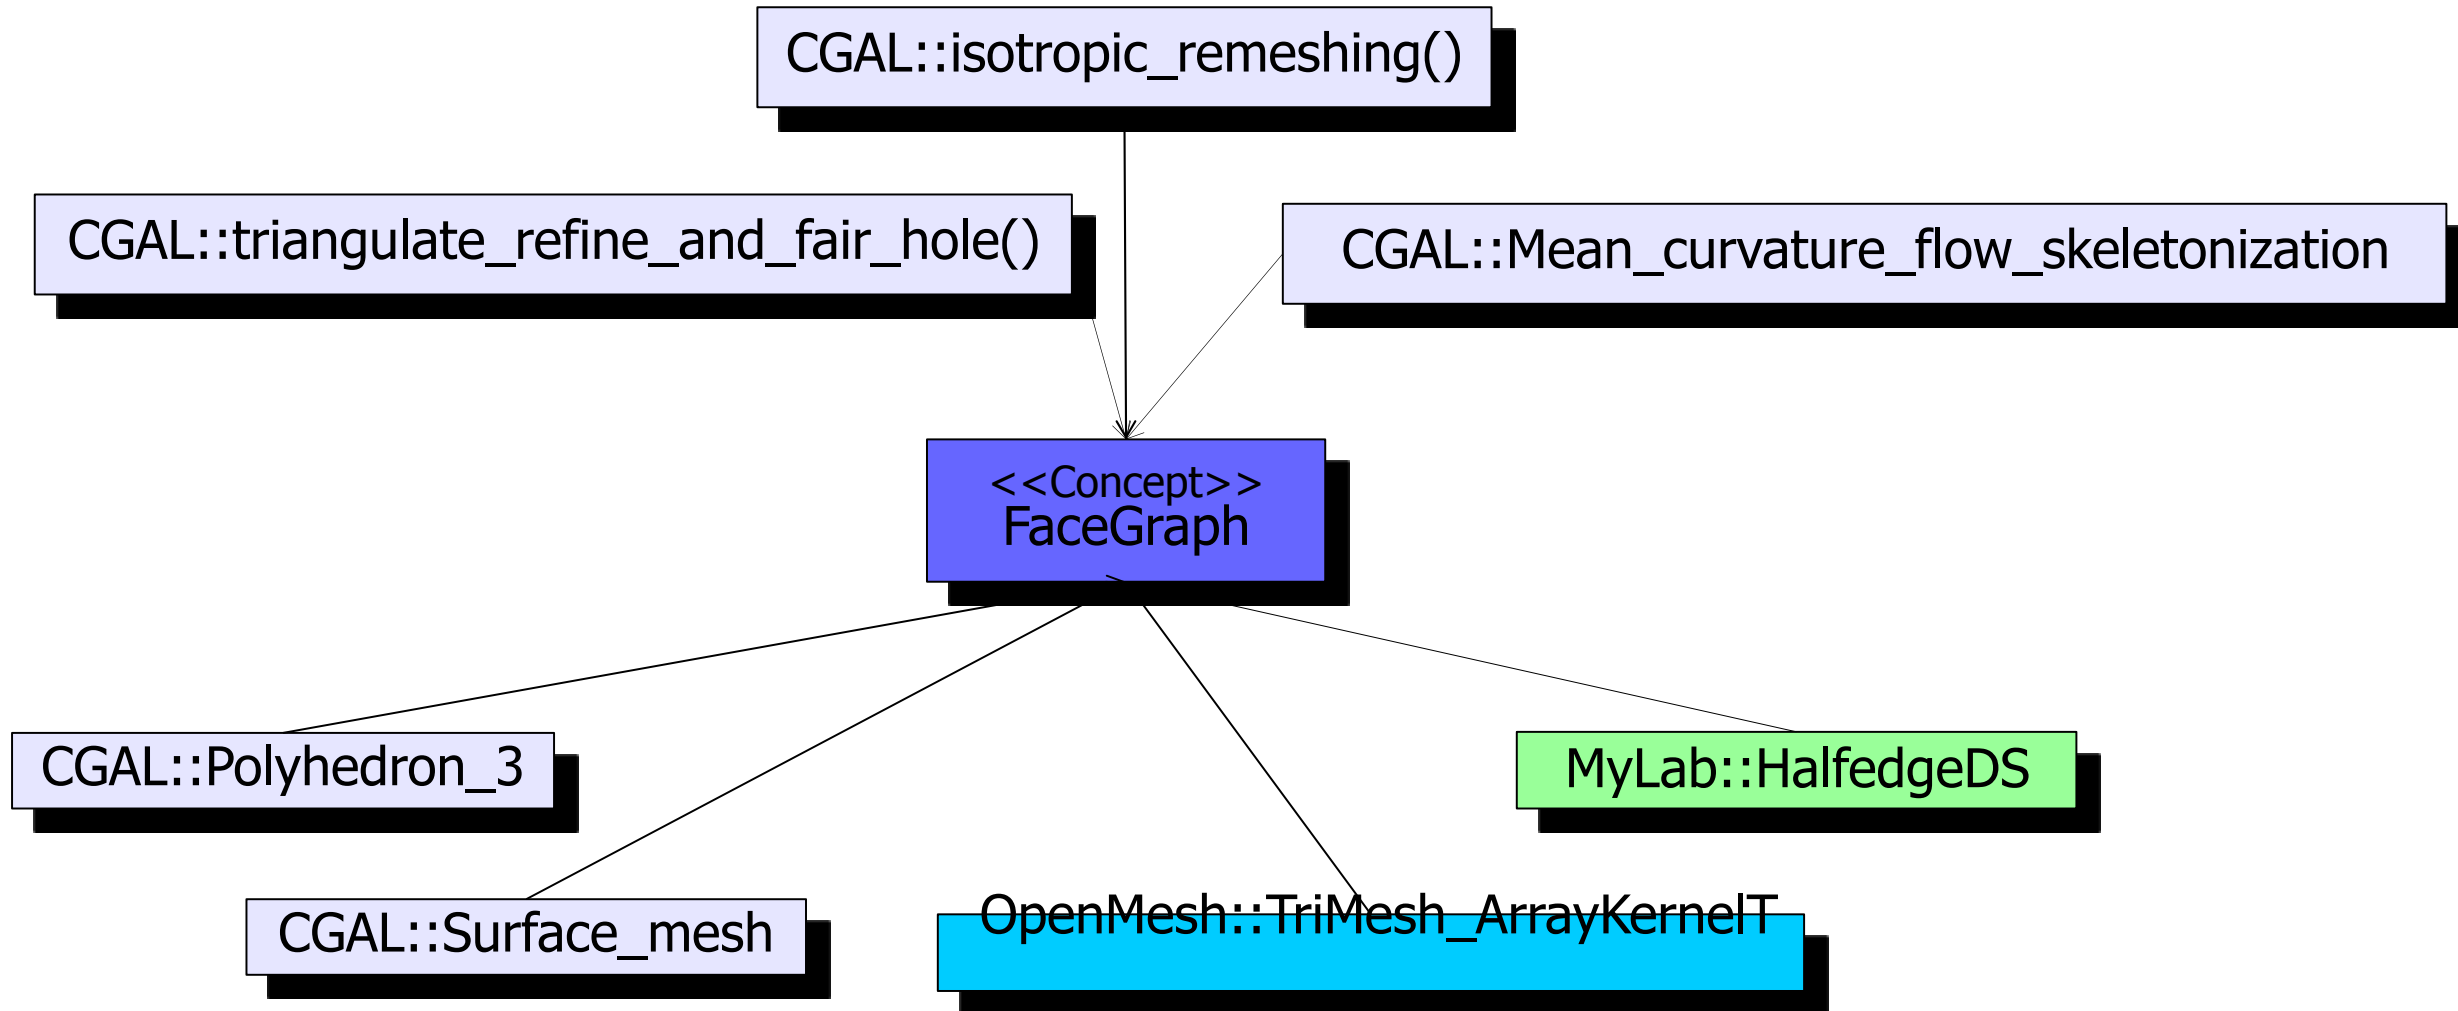 CGAL::isotropic_remeshing()
CGAL::triangulate_refine_and_fair_hole()
CGAL::Mean_curvature_flow_skeletonization
<<Concept>>
FaceGraph
CGAL::Polyhedron_3
MyLab::HalfedgeDS
CGAL::Surface_mesh
OpenMesh::TriMesh_ArrayKernelT